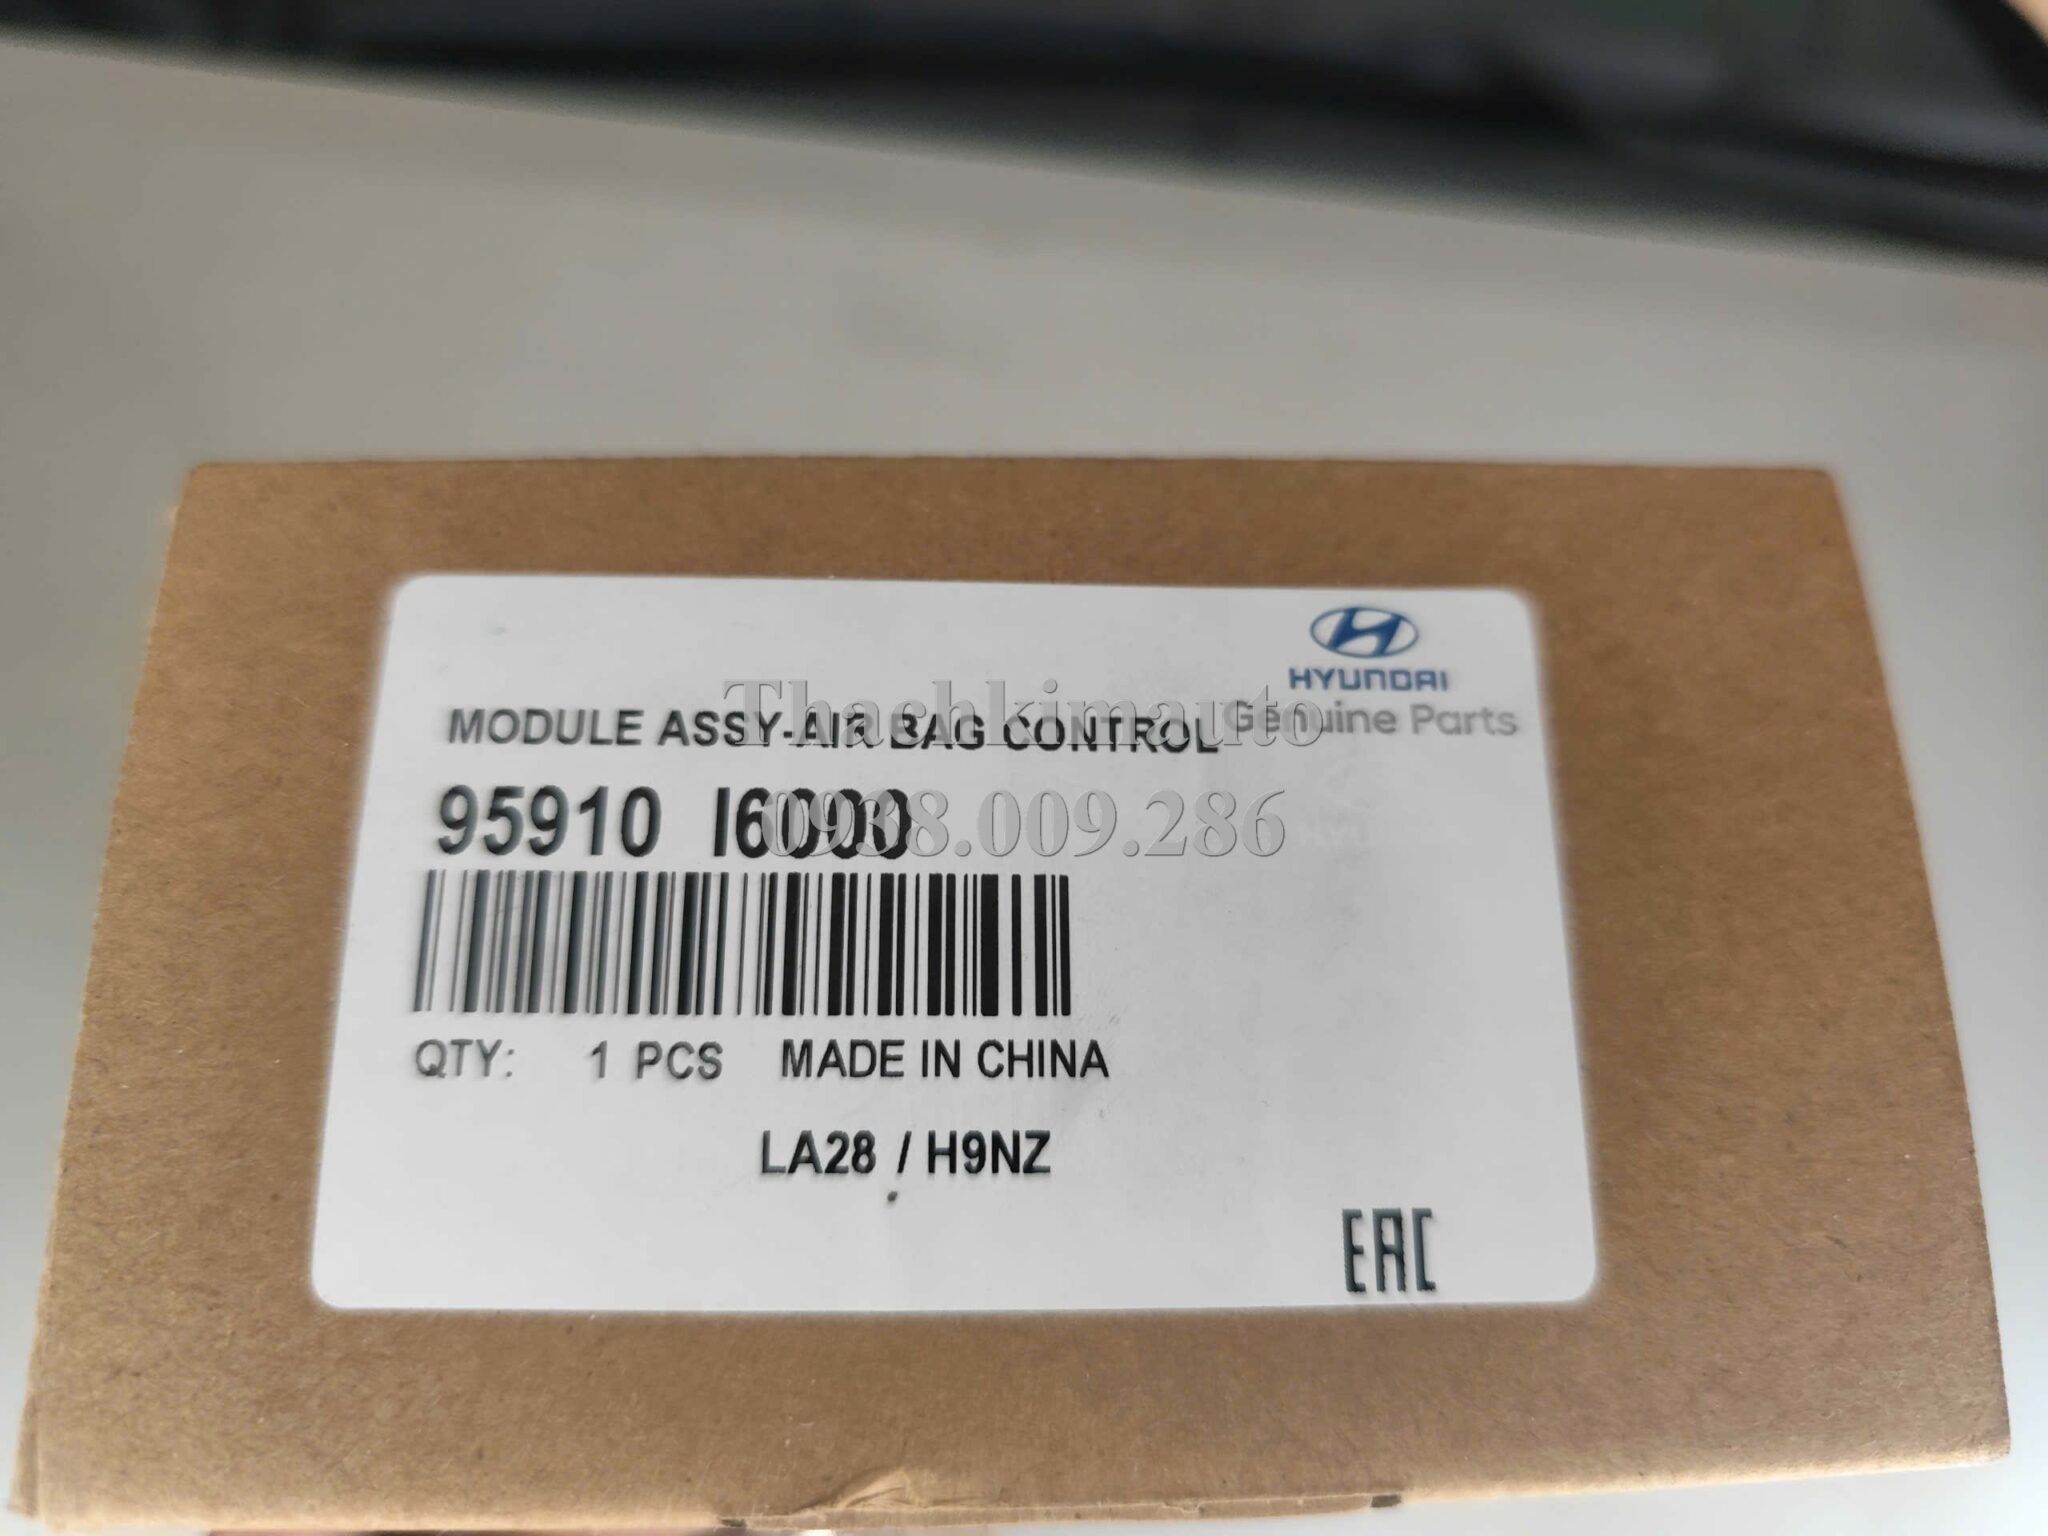 HYUNDAI
Genuine Parts
MODULE ASSY-AIR BAG CONTROL
Thachkimauto
95910 I6000
0938.009.286
QTY: 1 PCS MADE IN CHINA
LA28 / H9NZ
EAC